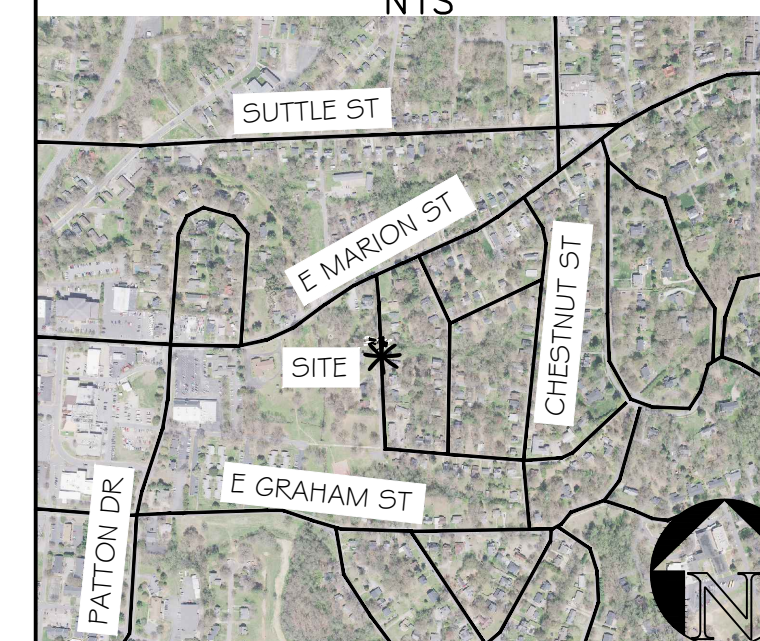 NTS
SUTTLE ST
E MARION ST
CHESTNUT ST
SITE
E GRAHAM ST
PATTON DR
N